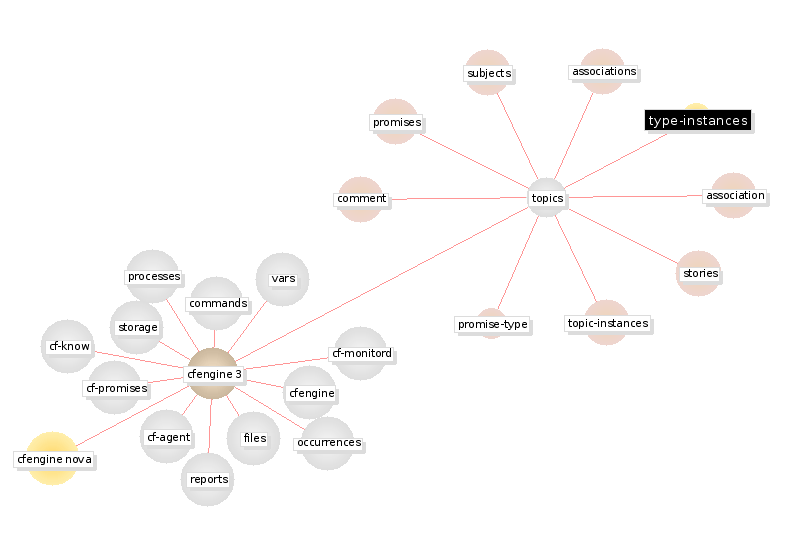 subjects
associations
type-instances
promises
comment
topics
association
stories
promise-type
topic-instances
processes
vars
commands
storage
cf-know
cf-monitord
cfengine 3
cf-promises
cfengine
cf-agent
files
occurrences
cfengine nova
reports